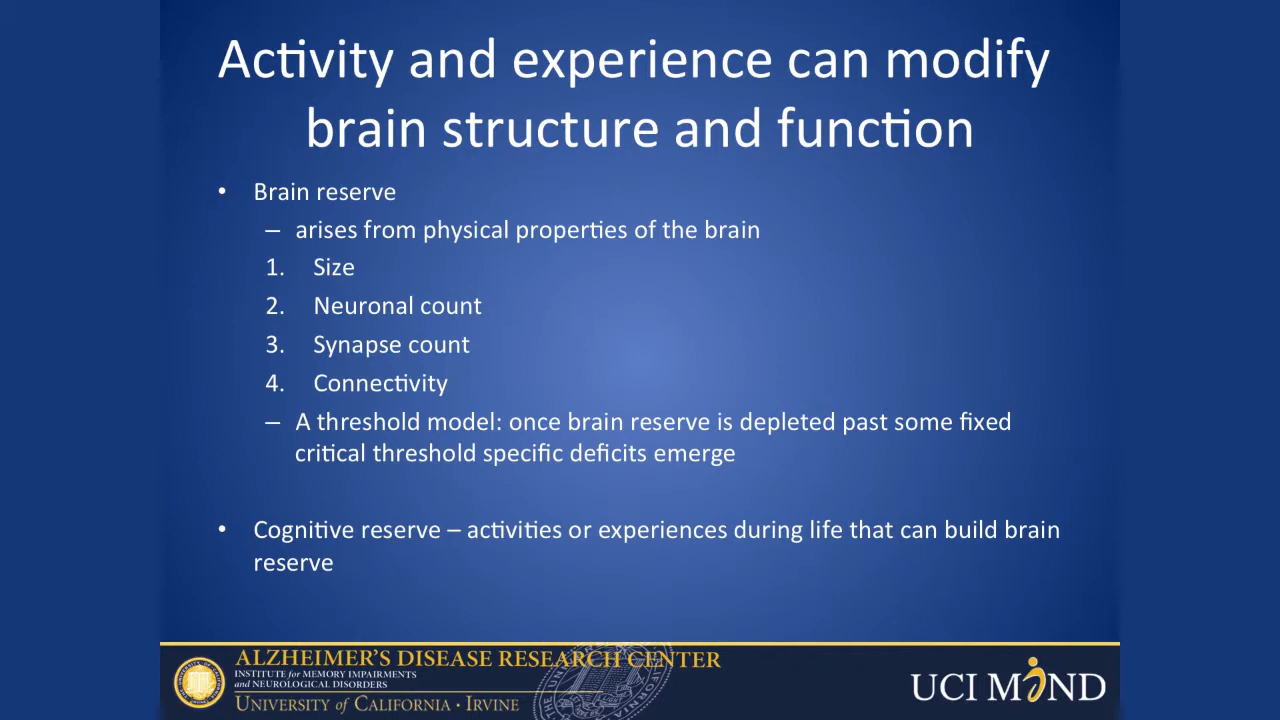 Activity and experience can modify
brain structure and function
• Brain reserve
– arises from physical properties of the brain
1. Size
2. Neuronal count
3. Synapse count
4. Connectivity
– A threshold model: once brain reserve is depleted past some fixed
critical threshold specific deficits emerge
• Cognitive reserve – activities or experiences during life that can build brain
reserve
ALZHEIMER'S DISEASE RESEARCH CENTER
INSTITUTE for MEMORY IMPAIRMENTS
and NEUROLOGICAL DISORDERS
UNIVERSITY of CALIFORNIA · IRVINE
UCI MIND